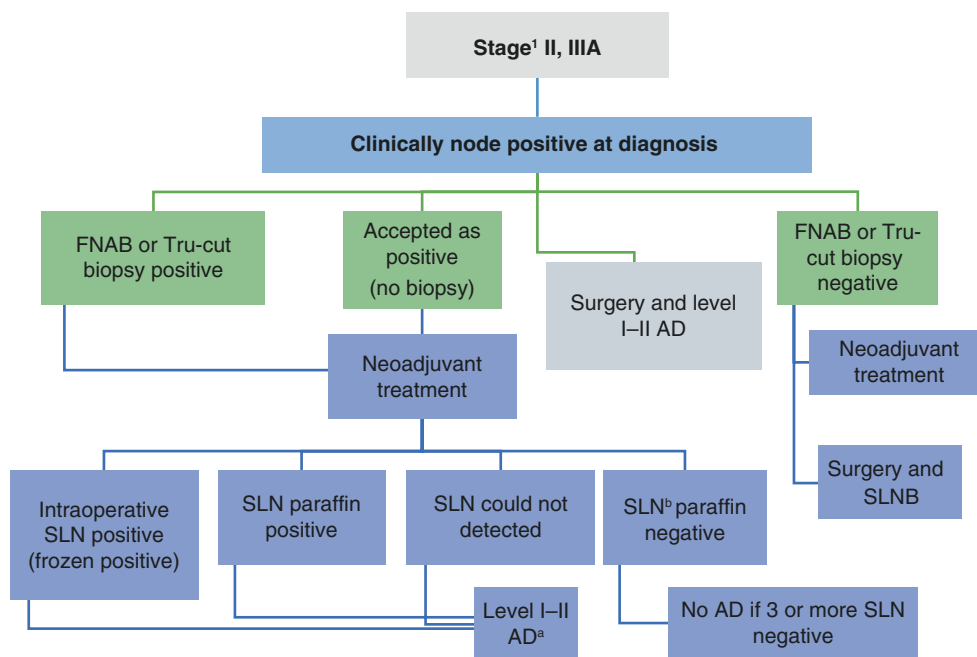 Stage¹ II, IIIA
Clinically node positive at diagnosis
FNAB or Tru-cut
biopsy positive
Accepted as
positive
(no biopsy)
Surgery and level
I–II AD
FNAB or Tru-
cut biopsy
negative
Neoadjuvant
treatment
Neoadjuvant
treatment
Surgery and
SLNB
Intraoperative
SLN positive
(frozen positive)
SLN paraffin
positive
SLN could not
detected
SLNᵇ paraffin
negative
Level I–II
ADᵃ
No AD if 3 or more SLN
negative